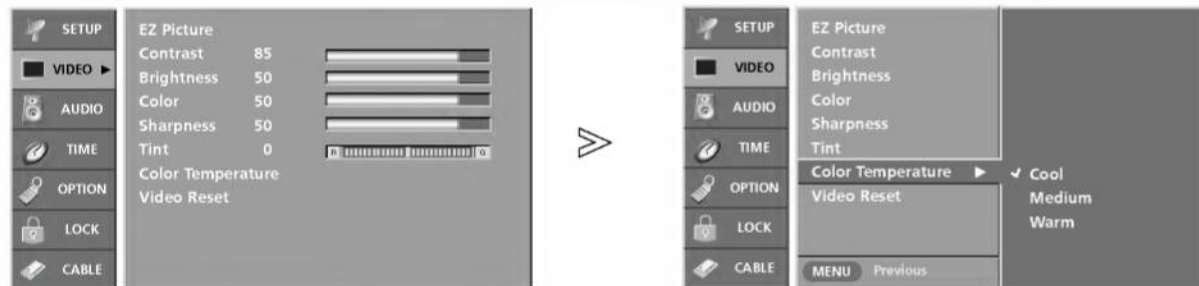 SETUP
VIDEO ►
AUDIO
TIME
OPTION
LOCK
CABLE
EZ Picture
Contrast 85
Brightness 50
Color 50
Sharpness 50
Tint 0 R G
Color Temperature
Video Reset
>>
SETUP
VIDEO
AUDIO
TIME
OPTION
LOCK
CABLE
EZ Picture
Contrast
Brightness
Color
Sharpness
Tint
Color Temperature ► ✓ Cool
Video Reset
Medium
Warm
MENU Previous